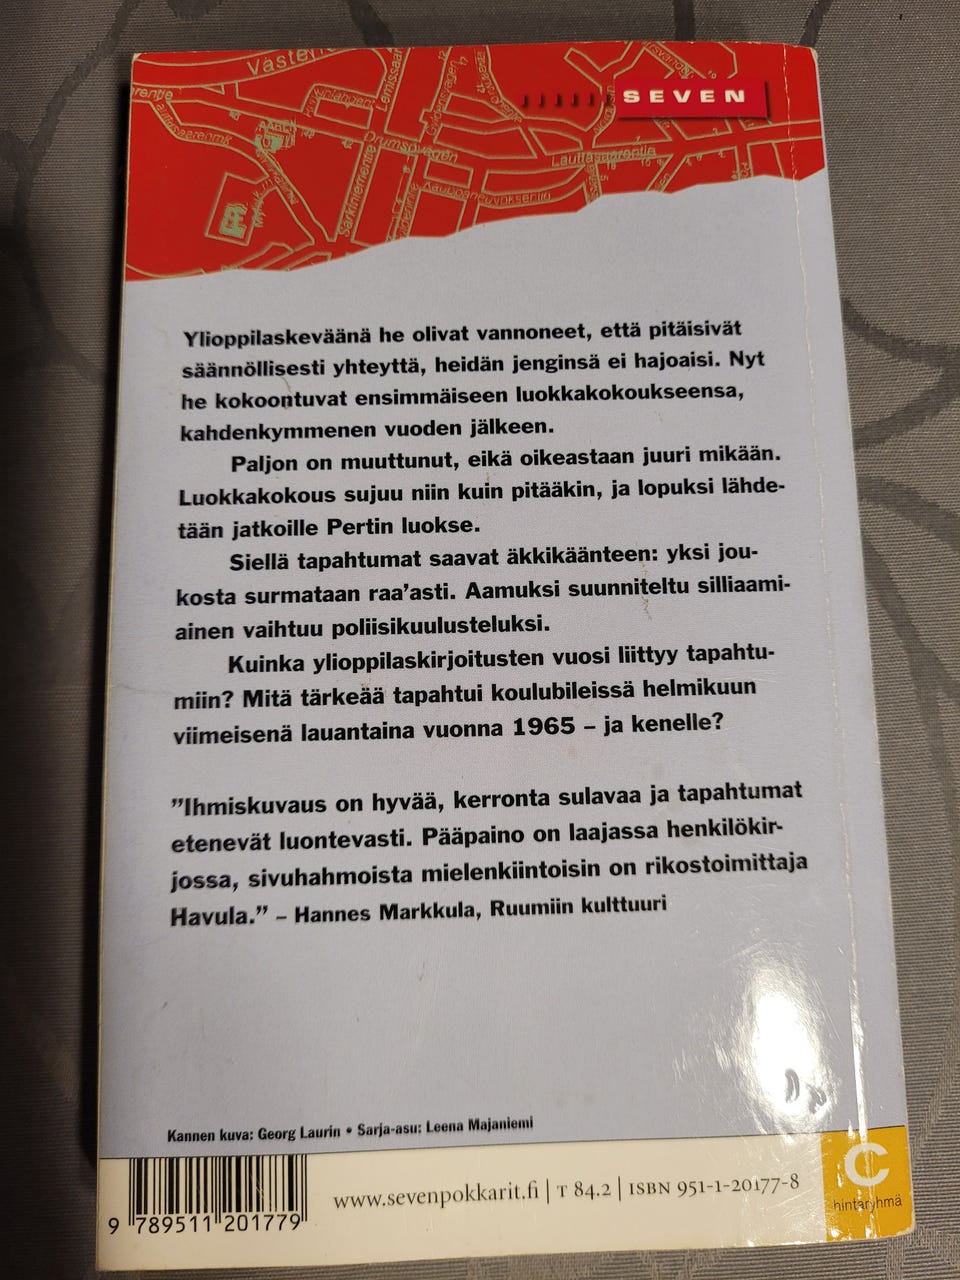 SEVEN
Lauttasaarentie
Särkiniementie
Kauppaneuvoksentie
Ylioppilaskeväänä he olivat vannoneet, että pitäisivät
säännöllisesti yhteyttä, heidän jenginsä ei hajoaisi. Nyt
he kokoontuvat ensimmäiseen luokkakokoukseensa,
kahdenkymmenen vuoden jälkeen.
Paljon on muuttunut, eikä oikeastaan juuri mikään.
Luokkakokous sujuu niin kuin pitääkin, ja lopuksi lähde-
tään jatkoille Pertin luokse.
Siellä tapahtumat saavat äkkikäänteen: yksi jou-
kosta surmataan raa'asti. Aamuksi suunniteltu silliaami-
ainen vaihtuu poliisikuulusteluksi.
Kuinka ylioppilaskirjoitusten vuosi liittyy tapahtu-
miin? Mitä tärkeää tapahtui koulubileissä helmikuun
viimeisenä lauantaina vuonna 1965 – ja kenelle?
”Ihmiskuvaus on hyvää, kerronta sulavaa ja tapahtumat
etenevät luontevasti. Pääpaino on laajassa henkilökir-
jossa, sivuhahmoista mielenkiintoisin on rikostoimittaja
Havula.” – Hannes Markkula, Ruumiin kulttuuri
Kannen kuva: Georg Laurin • Sarja-asu: Leena Majaniemi
www.sevenpokkarit.fi | T 84.2 | ISBN 951-1-20177-8
9 789511 201779
C
hintaryhmä